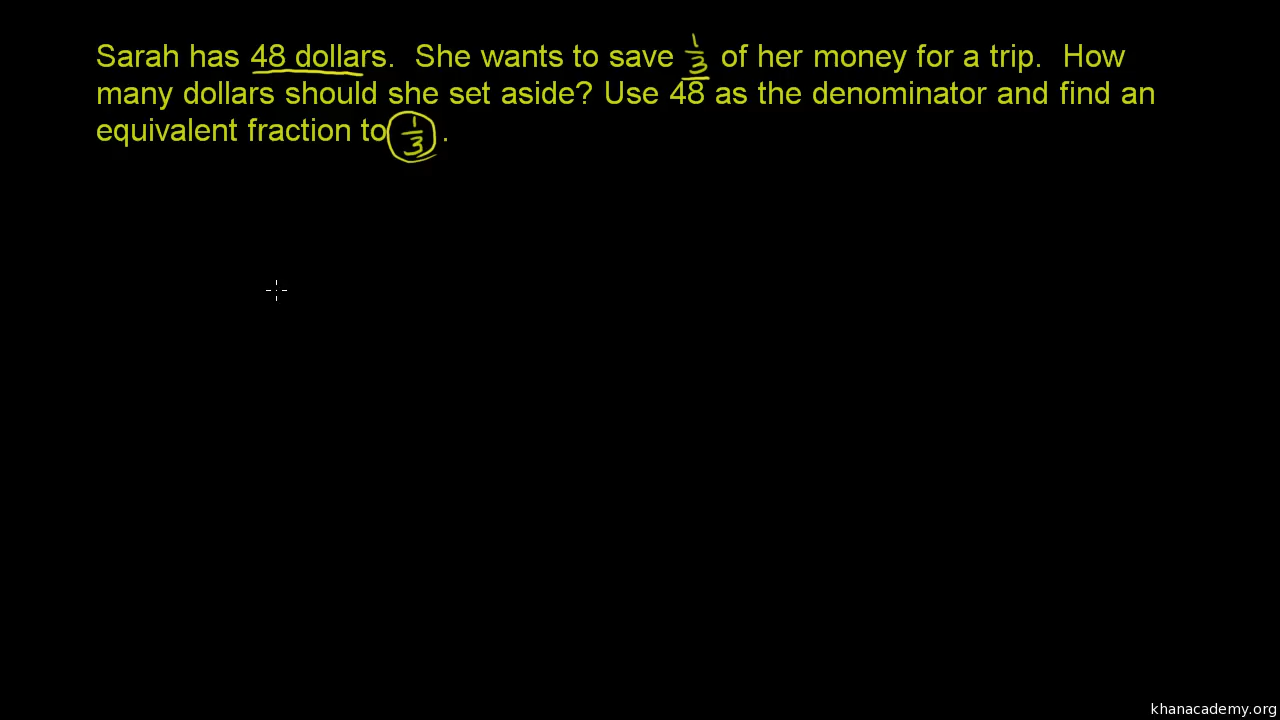 Sarah has 48 dollars. She wants to save 1/3 of her money for a trip. How
many dollars should she set aside? Use 48 as the denominator and find an
equivalent fraction to 1/3 .
khanacademy.org